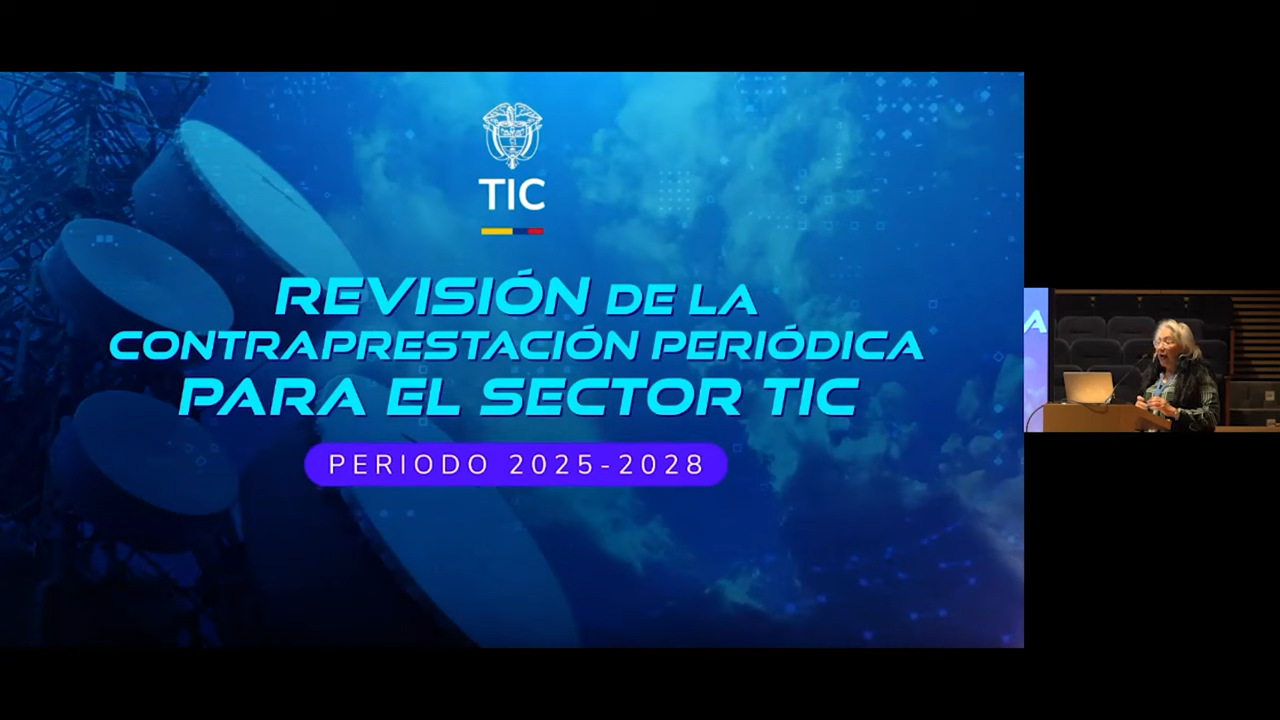 TIC
REVISIÓN DE LA
CONTRAPRESTACIÓN PERIÓDICA
PARA EL SECTOR TIC
PERIODO 2025-2028
A